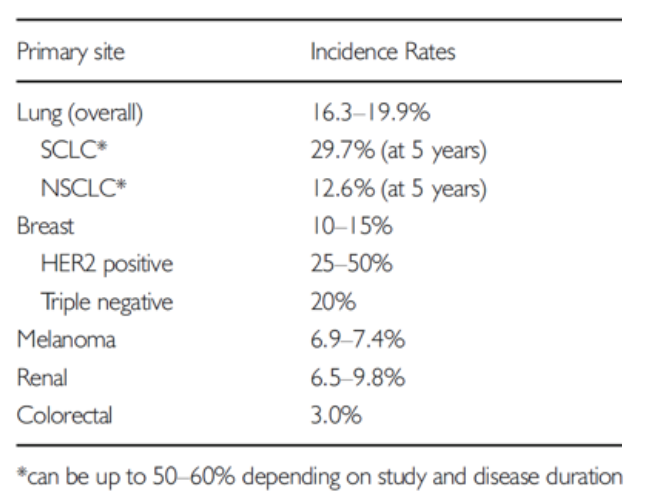 Primary site Incidence Rates
Lung (overall) 16.3–19.9%
SCLC* 29.7% (at 5 years)
NSCLC* 12.6% (at 5 years)
Breast 10–15%
HER2 positive 25–50%
Triple negative 20%
Melanoma 6.9–7.4%
Renal 6.5–9.8%
Colorectal 3.0%
*can be up to 50–60% depending on study and disease duration